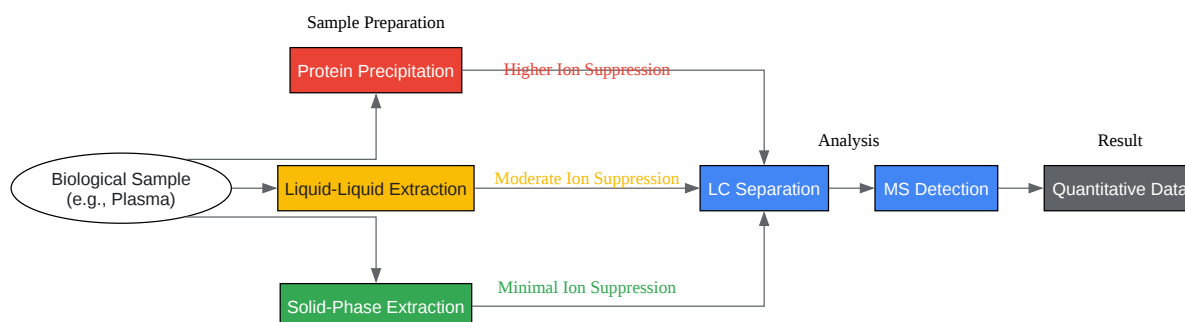 Sample Preparation
Protein Precipitation
Higher Ion Suppression
Analysis
Result
Biological Sample
(e.g., Plasma)
Liquid-Liquid Extraction
Moderate Ion Suppression
LC Separation
MS Detection
Quantitative Data
Minimal Ion Suppression
Solid-Phase Extraction